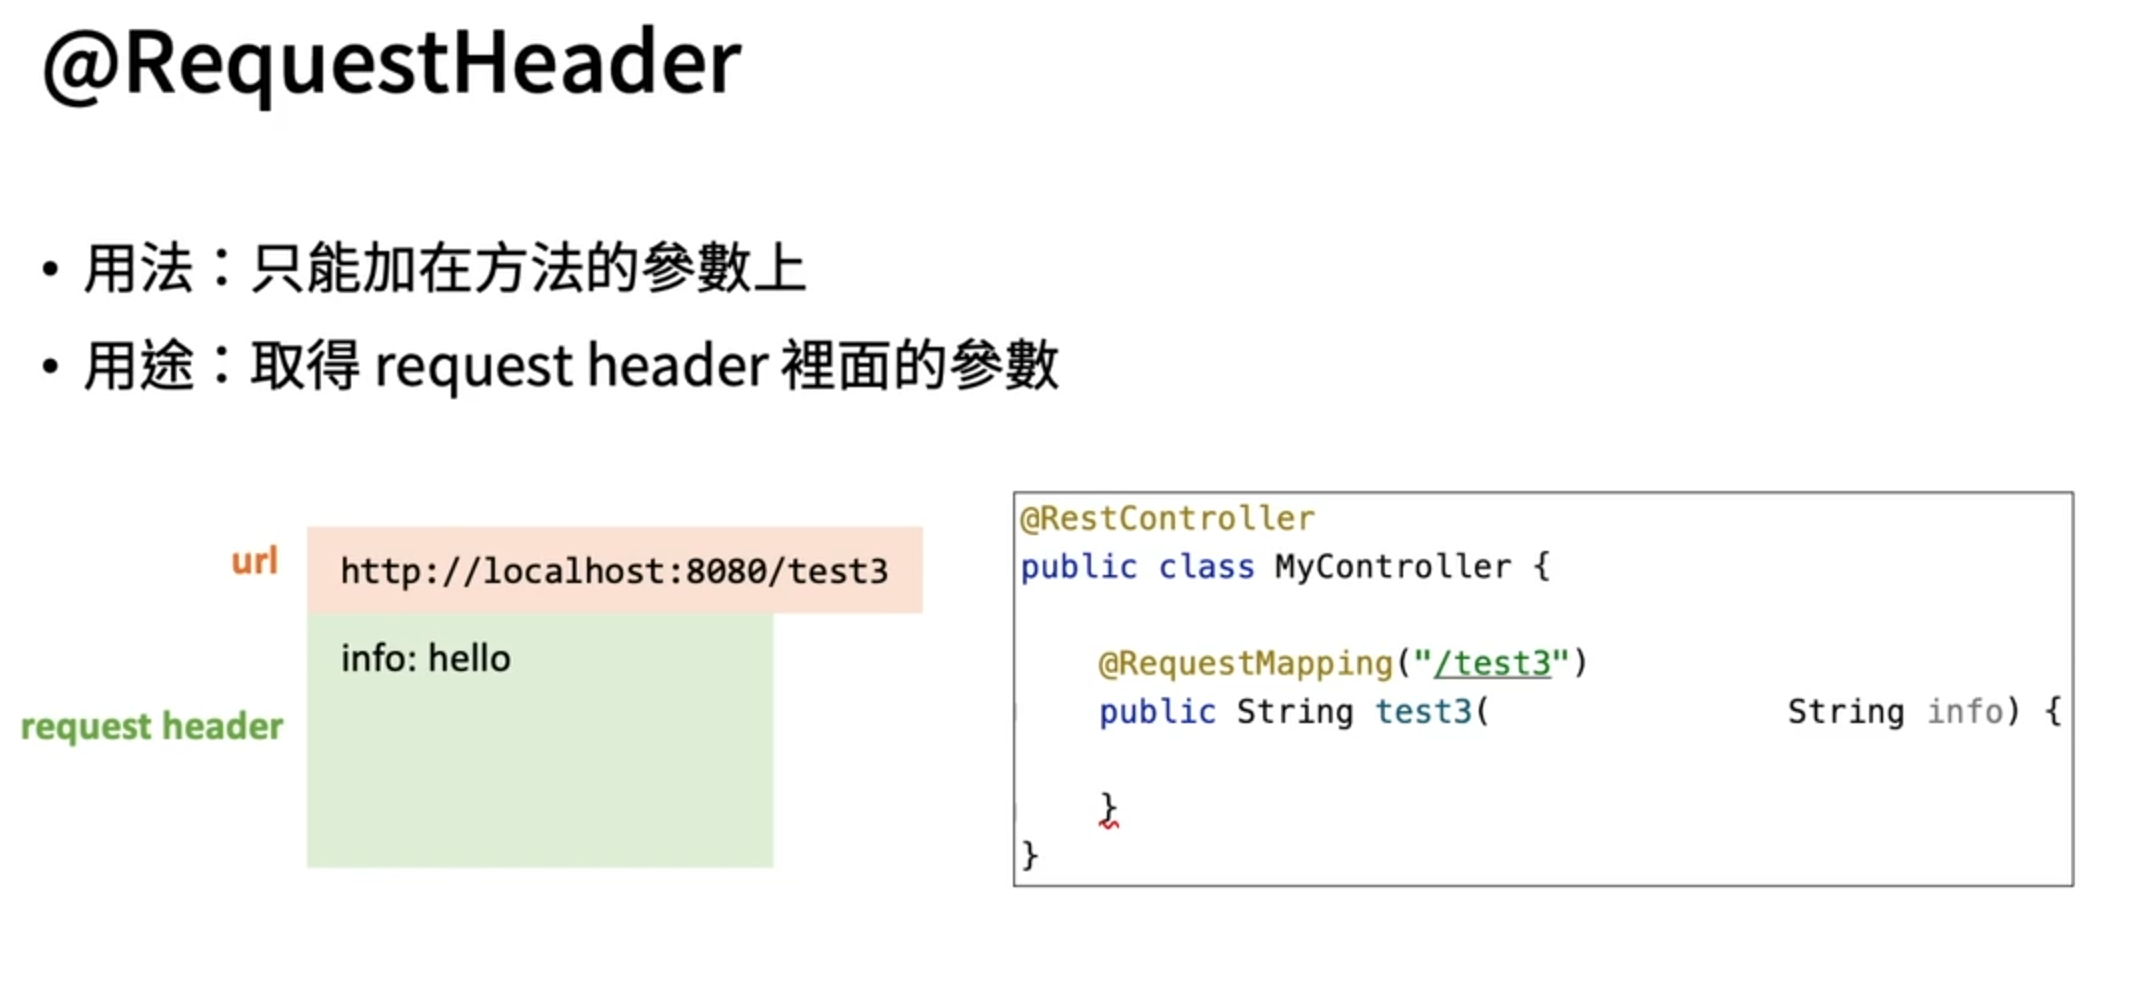 @RequestHeader
• 用法：只能加在方法的參數上
• 用途：取得 request header 裡面的參數
url
http://localhost:8080/test3
info: hello
request header
@RestController
public class MyController {
@RequestMapping("/test3")
public String test3( String info) {
}
}